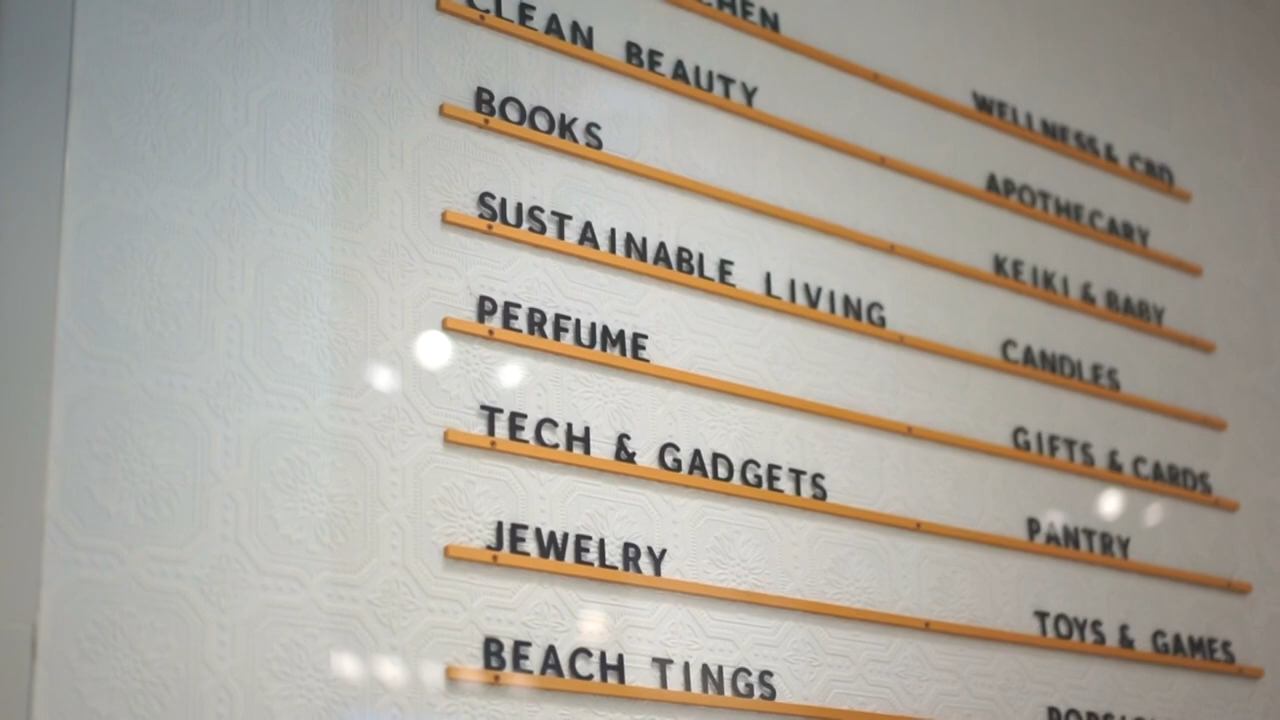 CLEAN BEAUTY
BOOKS
SUSTAINABLE LIVING
PERFUME
TECH & GADGETS
JEWELRY
BEACH TINGS
WELLNESS & CBD
APOTHECARY
KEIKI & BABY
CANDLES
GIFTS & CARDS
PANTRY
TOYS & GAMES